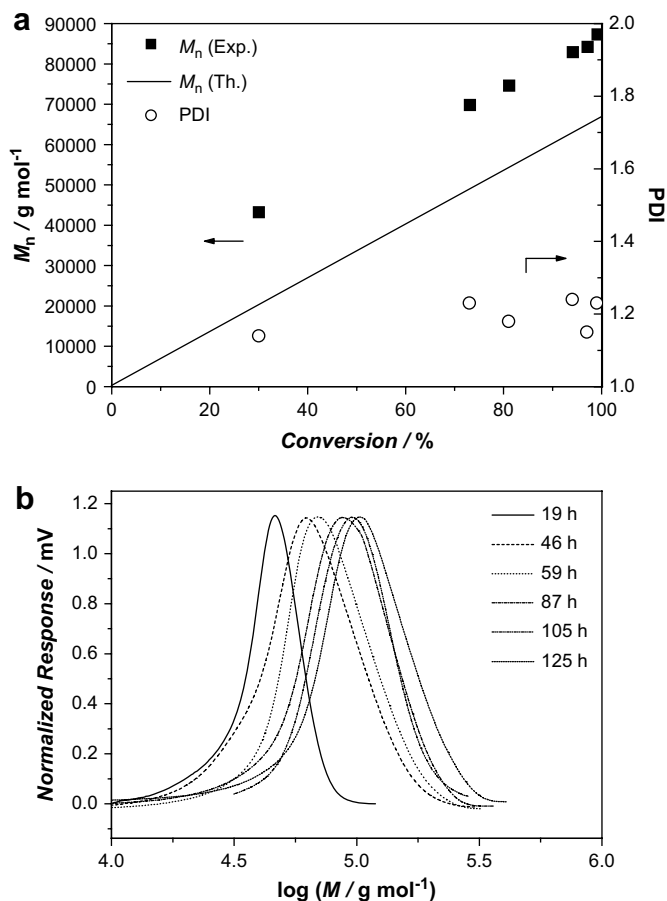 a
90000
80000
70000
60000
50000
40000
30000
20000
10000
0
Mn / g mol-1
Mn (Exp.)
Mn (Th.)
PDI
2.0
1.8
1.6
1.4
1.2
1.0
PDI
0 20 40 60 80 100
Conversion / %
b
1.2
1.0
0.8
0.6
0.4
0.2
0.0
Normalized Response / mV
19 h
46 h
59 h
87 h
105 h
125 h
4.0 4.5 5.0 5.5 6.0
log (M / g mol-1)